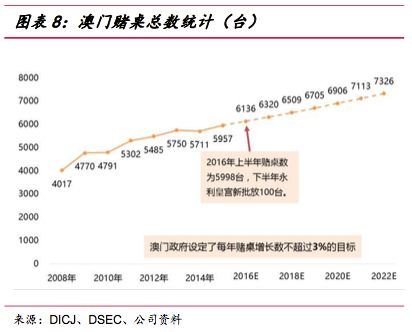 图表 8：澳门赌桌总数统计（台）
8000
7000
6000
5000
4000
3000
2000
1000
0
4017
4770
4791
5302
5485
5750
5711
5957
6136
6320
6509
6705
6906
7113
7326
2016年上半年赌桌数
为5998台，下半年永
利皇宫新批放100台。
澳门政府设定了每年赌桌增长数不超过3%的目标
2008年
2010年
2012年
2014年
2016E
2018E
2020E
2022E
来源：DICJ、DSEC、公司资料